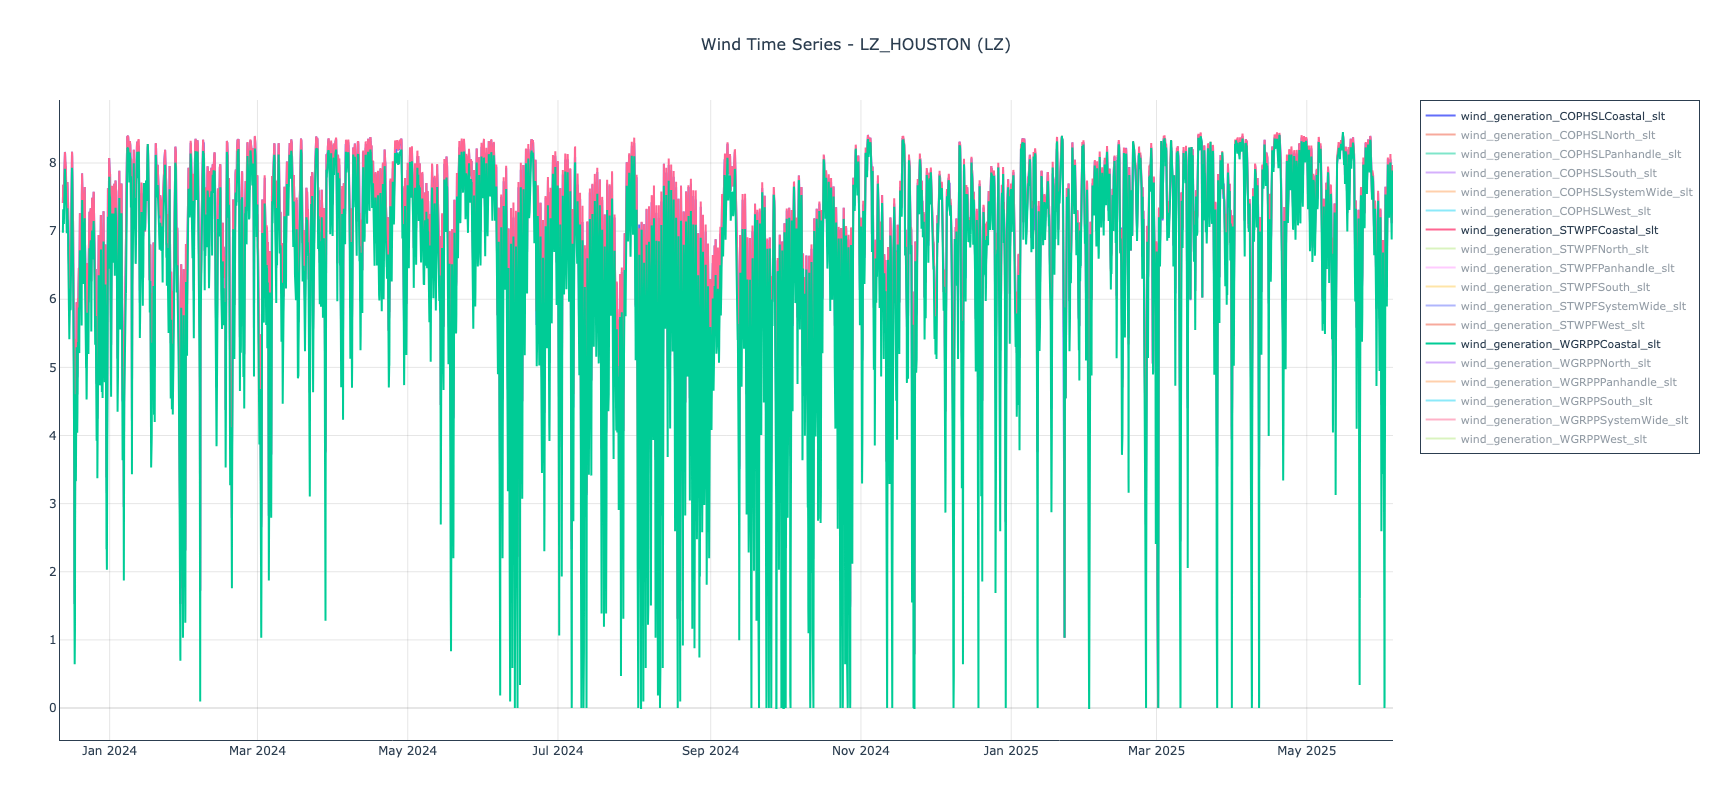 Wind Time Series - LZ_HOUSTON (LZ)
wind_generation_COPHSLCoastal_slt
wind_generation_COPHSLNorth_slt
wind_generation_COPHSLPanhandle_slt
wind_generation_COPHSLSouth_slt
wind_generation_COPHSLSystemWide_slt
wind_generation_COPHSLWest_slt
wind_generation_STWPFCoastal_slt
wind_generation_STWPFNorth_slt
wind_generation_STWPFPanhandle_slt
wind_generation_STWPFSouth_slt
wind_generation_STWPFSystemWide_slt
wind_generation_STWPFWest_slt
wind_generation_WGRPPCoastal_slt
wind_generation_WGRPPNorth_slt
wind_generation_WGRPPPanhandle_slt
wind_generation_WGRPPSouth_slt
wind_generation_WGRPPSystemWide_slt
wind_generation_WGRPPWest_slt
8
7
6
5
4
3
2
1
0
Jan 2024 Mar 2024 May 2024 Jul 2024 Sep 2024 Nov 2024 Jan 2025 Mar 2025 May 2025